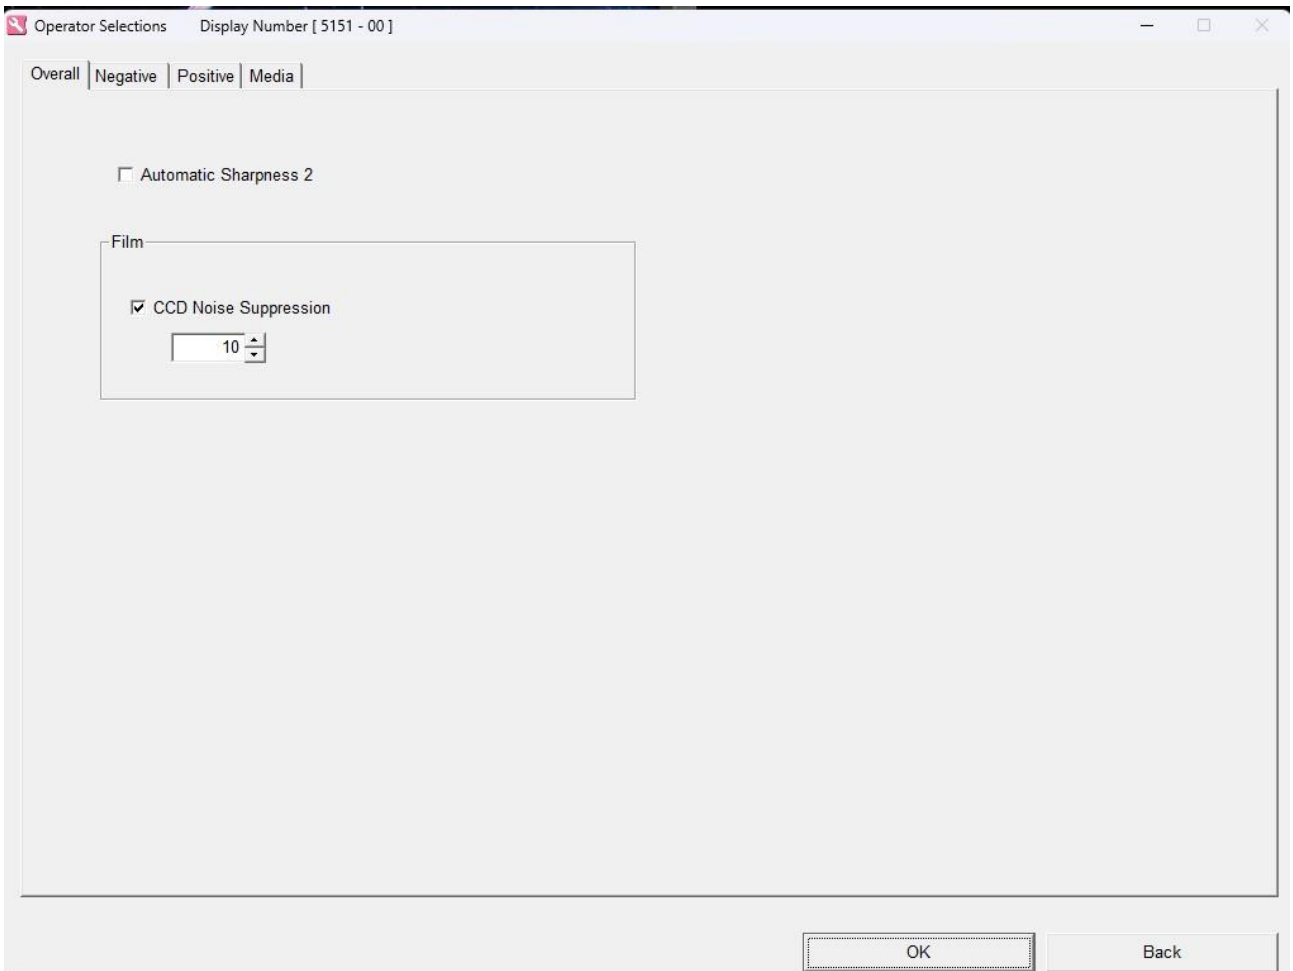 Operator Selections Display Number [ 5151 - 00 ]
Overall Negative Positive Media
Automatic Sharpness 2
Film
CCD Noise Suppression
10
OK Back